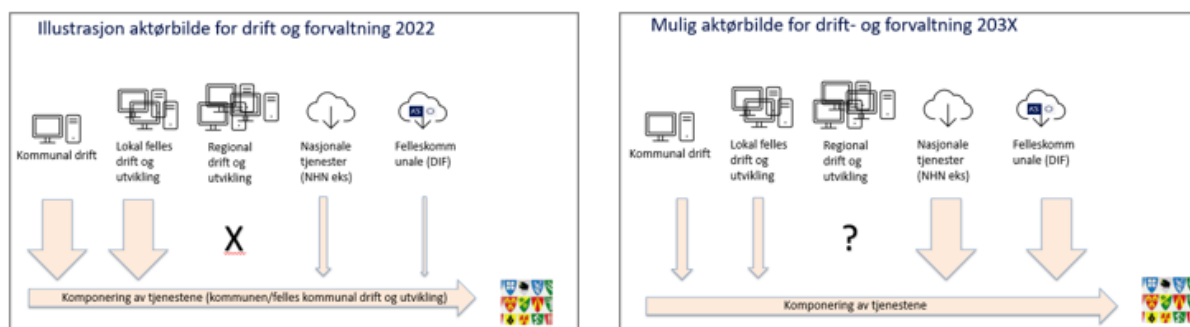 Illustrasjon aktørbilde for drift og forvaltning 2022
Kommunal drift
Lokal felles
drift og
utvikling
Regional
drift og
utvikling
Nasjonale
tjenester
(NHN eks)
KS
Felleskomm
unale (DIF)
X
Komponering av tjenestene (kommunen/felles kommunal drift og utvikling)
Mulig aktørbilde for drift- og forvaltning 203X
Kommunal drift
Lokal felles
drift og
utvikling
Regional
drift og
utvikling
Nasjonale
tjenester
(NHN eks)
KS
Felleskomm
unale (DIF)
?
Komponering av tjenestene